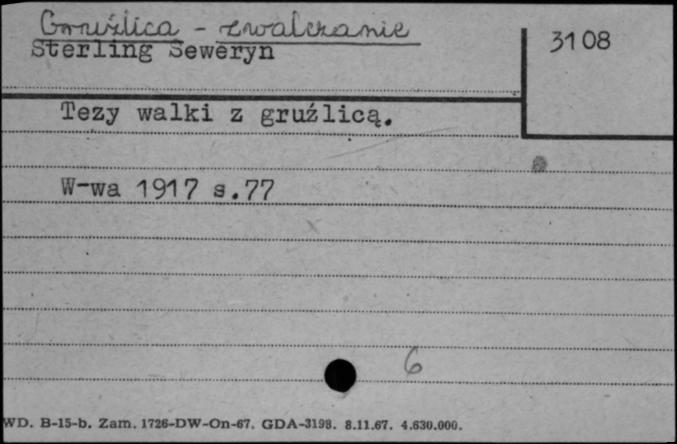 Gruźlica - zwalczanie
Sterling Seweryn
3108
Tezy walki z gruźlicą.
W-wa 1917 s.77
6
WD. B-15-b. Zam. 1726-DW-On-67. GDA-3198. 8.11.67. 4.630.000.